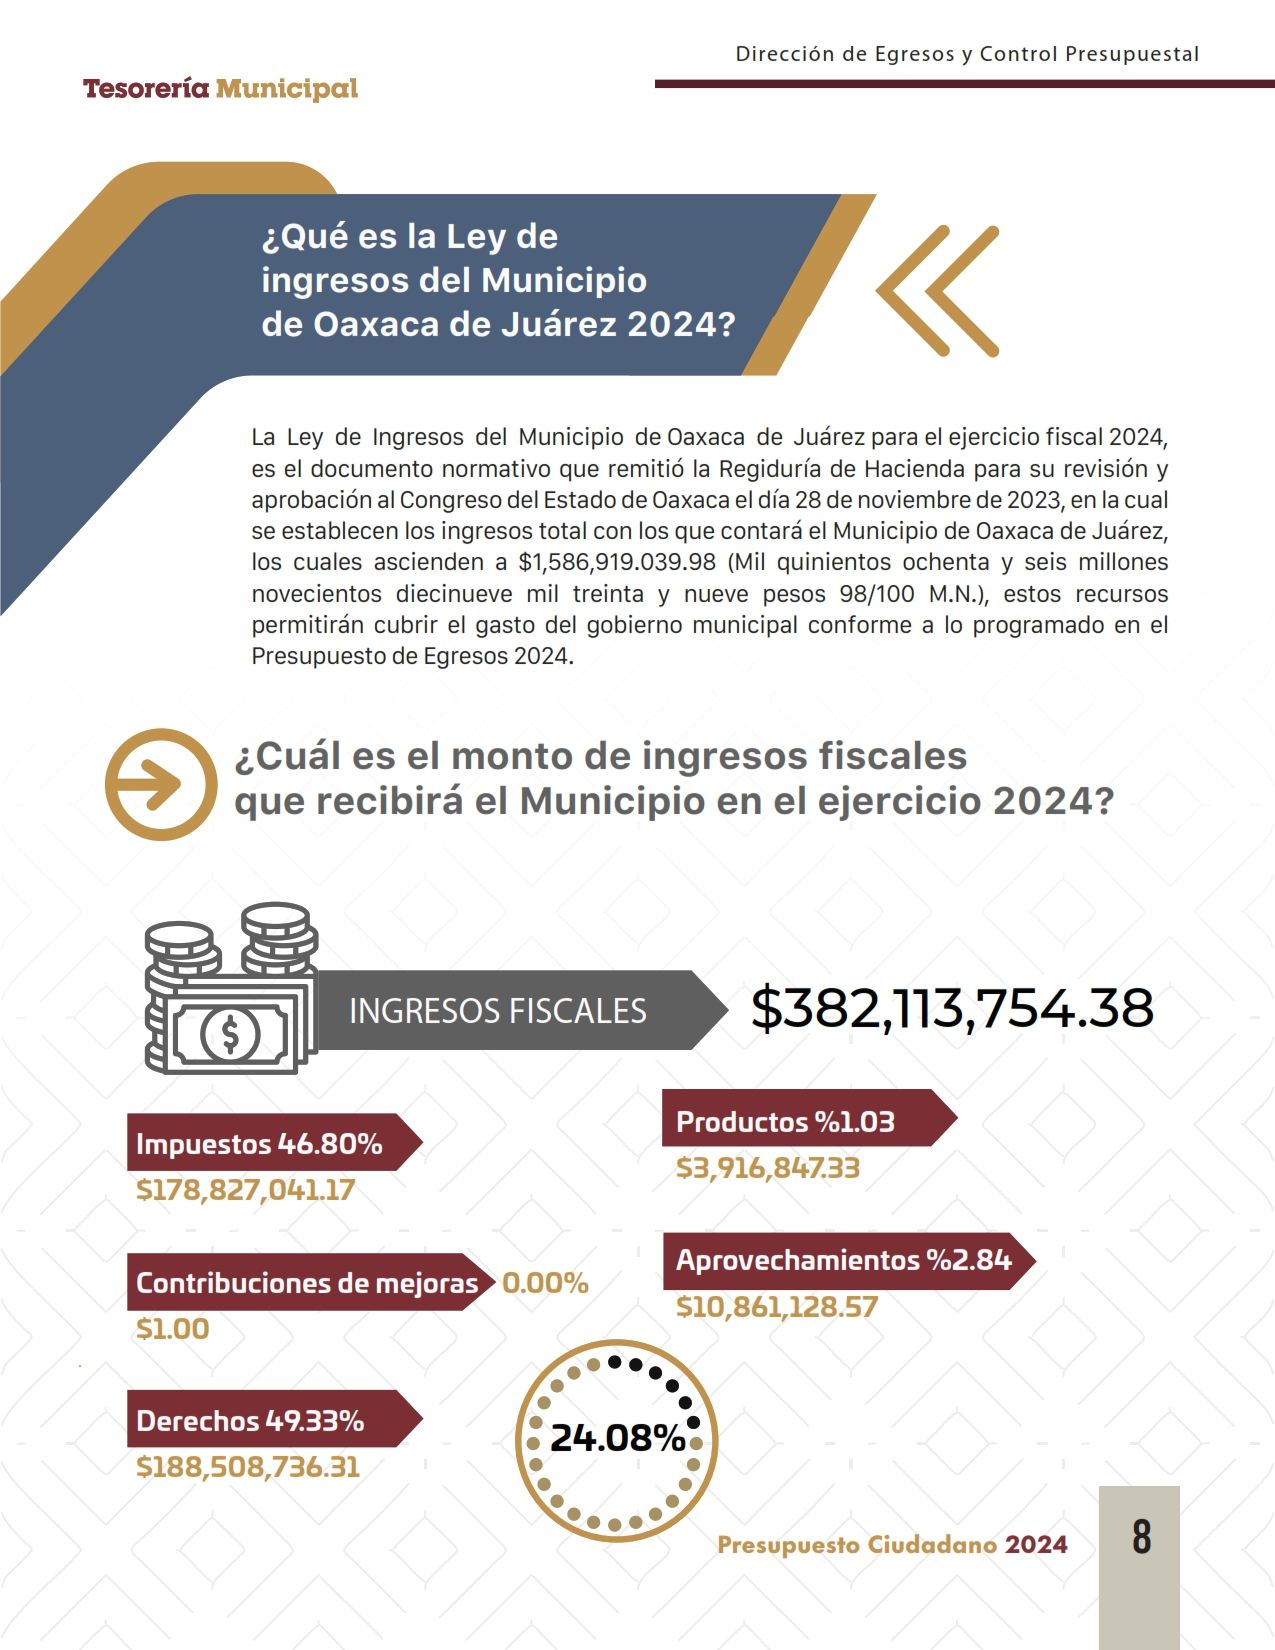 Dirección de Egresos y Control Presupuestal
Tesorería Municipal
¿Qué es la Ley de
ingresos del Municipio
de Oaxaca de Juárez 2024?
La Ley de Ingresos del Municipio de Oaxaca de Juárez para el ejercicio fiscal 2024,
es el documento normativo que remitió la Regiduría de Hacienda para su revisión y
aprobación al Congreso del Estado de Oaxaca el día 28 de noviembre de 2023, en la cual
se establecen los ingresos total con los que contará el Municipio de Oaxaca de Juárez,
los cuales ascienden a $1,586,919.039.98 (Mil quinientos ochenta y seis millones
novecientos diecinueve mil treinta y nueve pesos 98/100 M.N.), estos recursos
permitirán cubrir el gasto del gobierno municipal conforme a lo programado en el
Presupuesto de Egresos 2024.
¿Cuál es el monto de ingresos fiscales
que recibirá el Municipio en el ejercicio 2024?
$
INGRESOS FISCALES
$382,113,754.38
Impuestos 46.80%
$178,827,041.17
Productos %1.03
$3,916,847.33
Contribuciones de mejoras 0.00%
$1.00
Aprovechamientos %2.84
$10,861,128.57
Derechos 49.33%
$188,508,736.31
24.08%
Presupuesto Ciudadano 2024
8